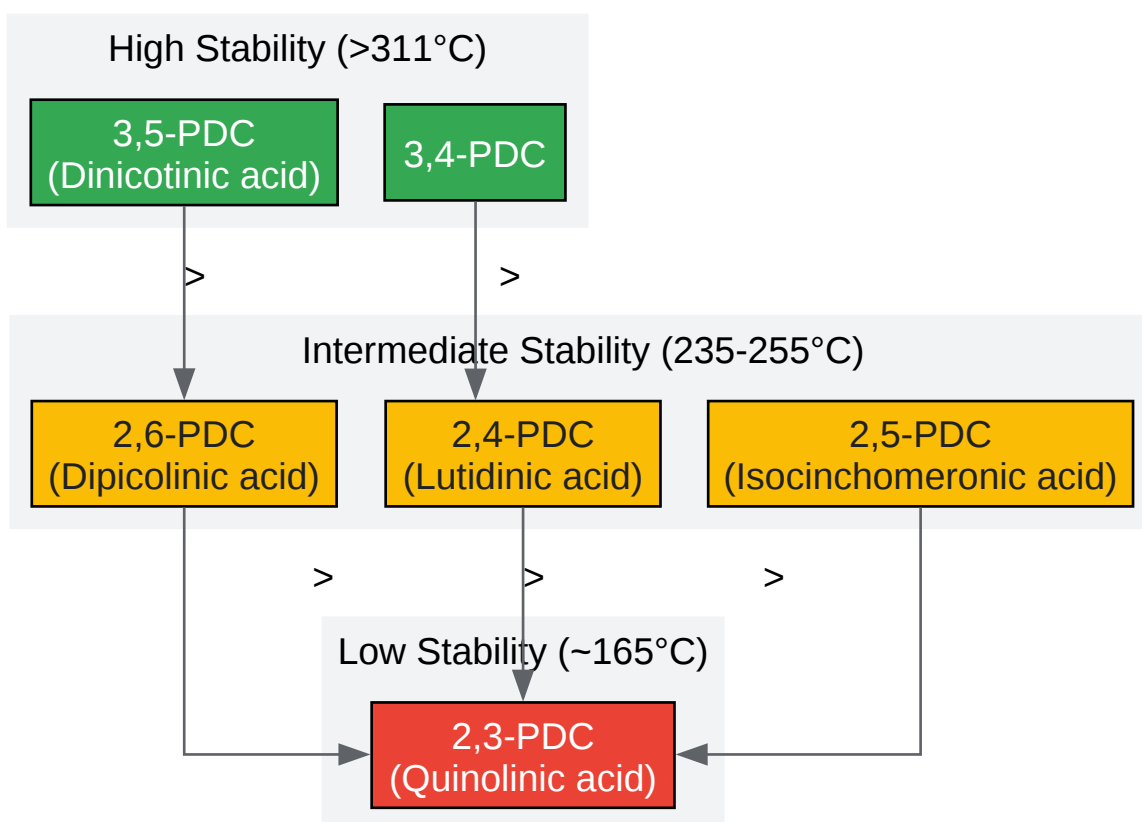 High Stability (>311°C)
3,5-PDC
(Dinicotinic acid)
3,4-PDC
>
>
Intermediate Stability (235-255°C)
2,6-PDC
(Dipicolinic acid)
2,4-PDC
(Lutidinic acid)
2,5-PDC
(Isocinchomeronic acid)
>
>
>
Low Stability (~165°C)
2,3-PDC
(Quinolinic acid)